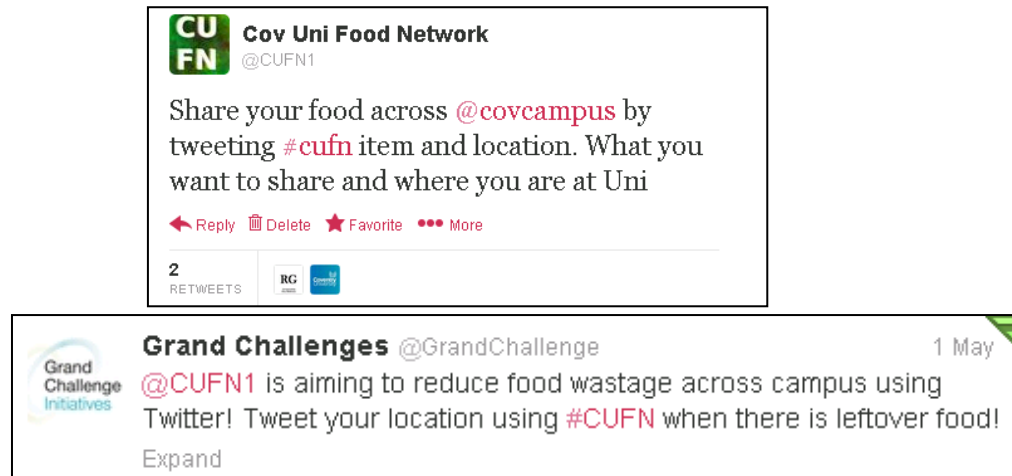 CU
FN
Cov Uni Food Network
@CUFN1
Share your food across @covcampus by
tweeting #cufn item and location. What you
want to share and where you are at Uni
Reply Delete Favorite More
2
RETWEETS
RG
Coventry
Grand
Challenge
Initiatives
Grand Challenges @GrandChallenge 1 May
@CUFN1 is aiming to reduce food wastage across campus using
Twitter! Tweet your location using #CUFN when there is leftover food!
Expand